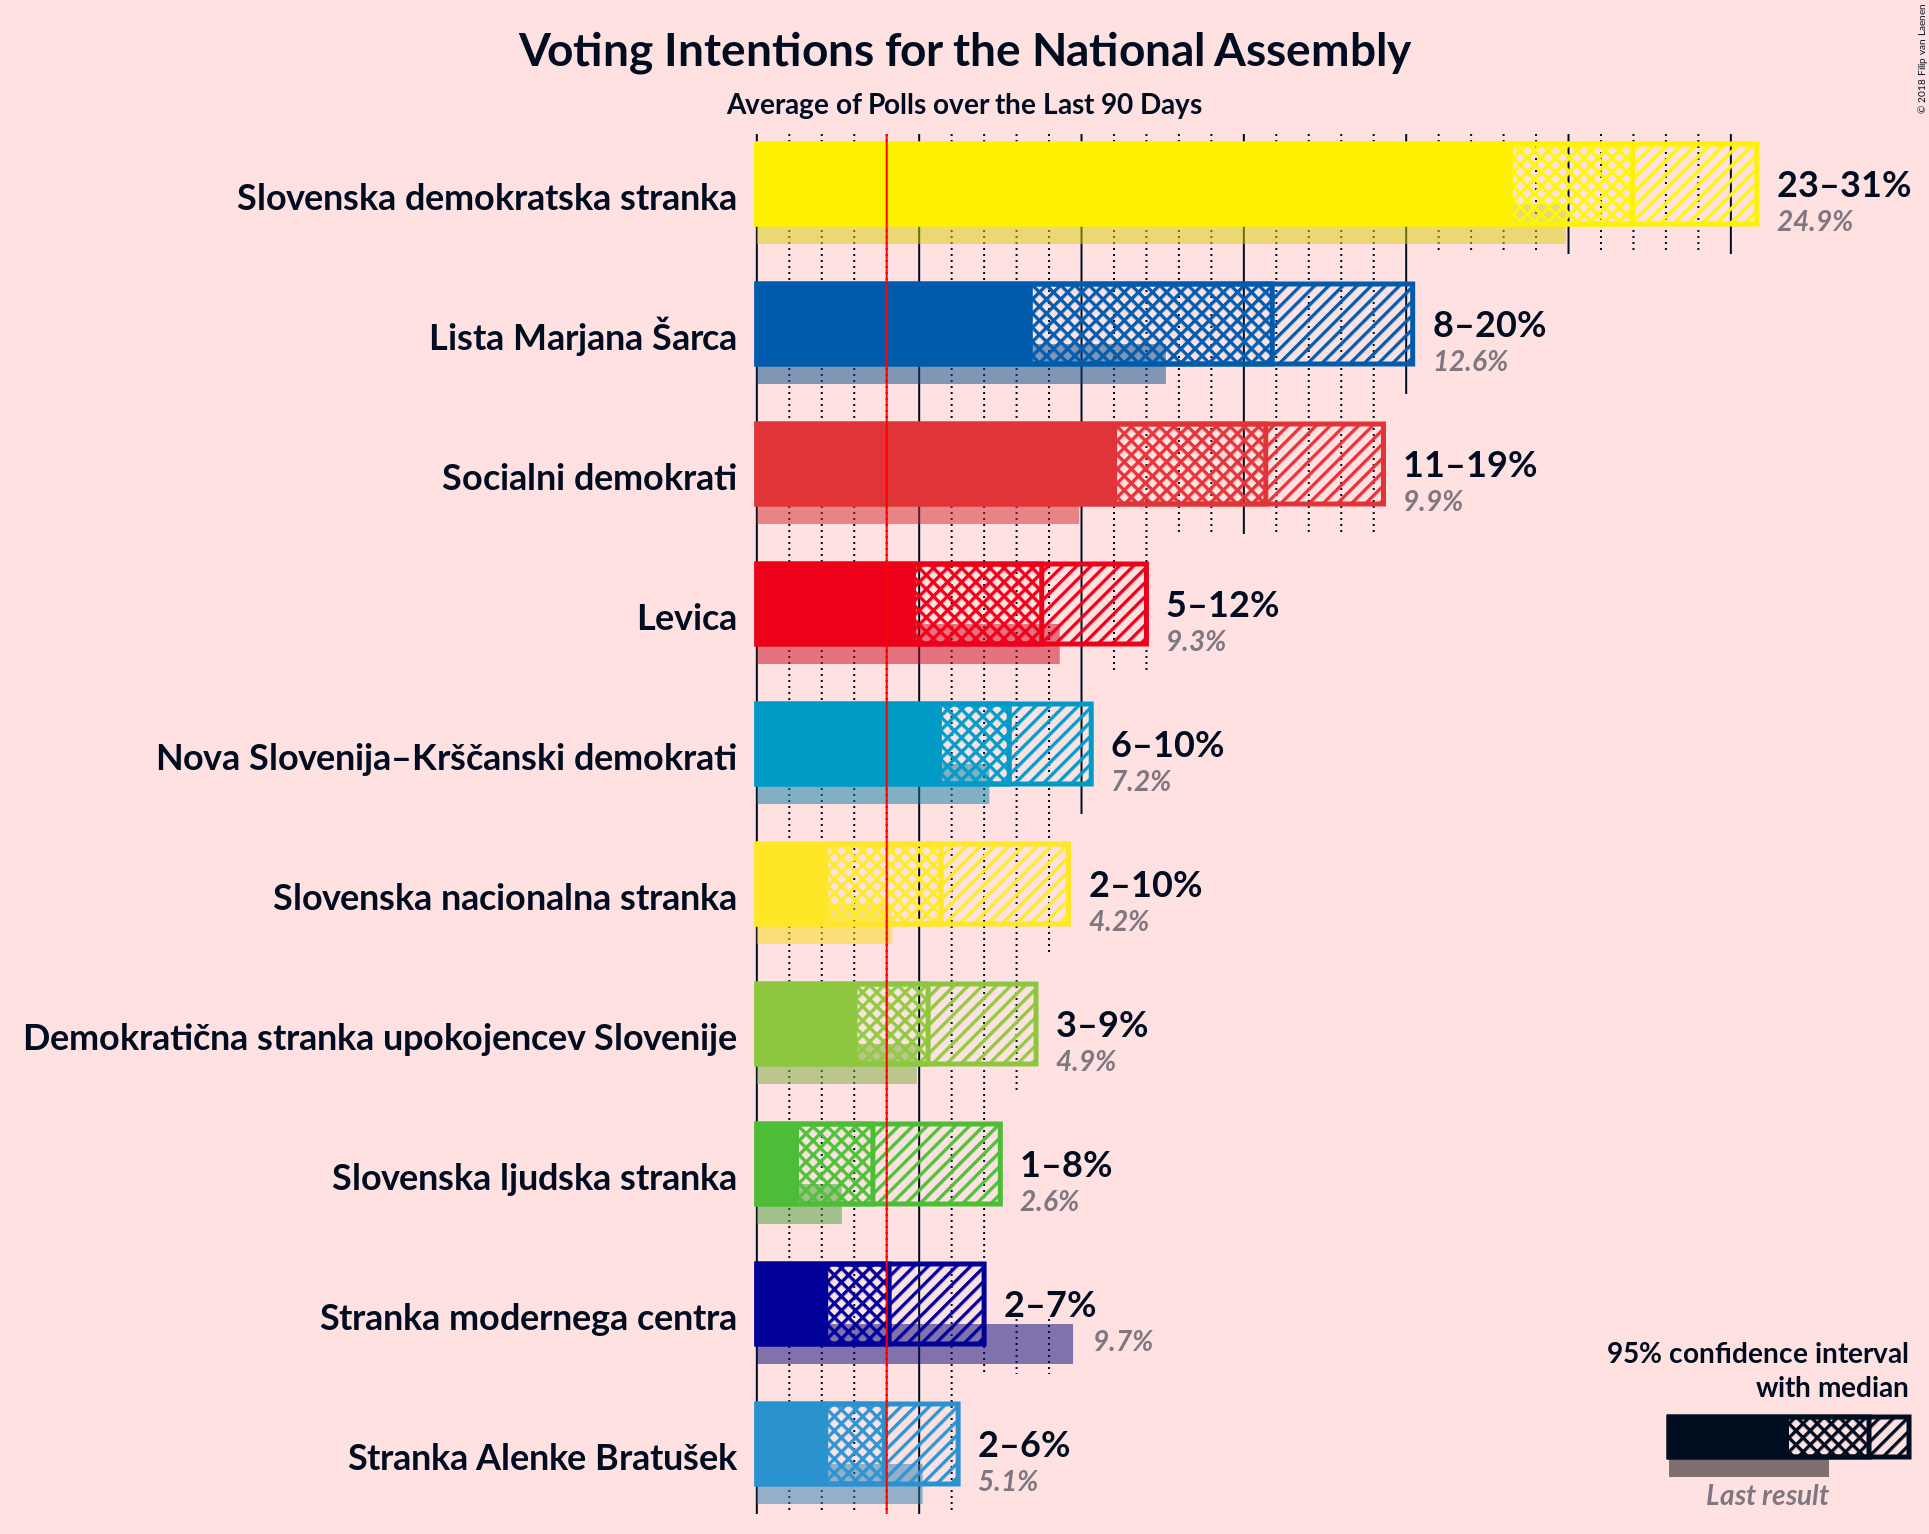 Voting Intentions for the National Assembly
Average of Polls over the Last 90 Days
© 2018 Filip van Laenen
Slovenska demokratska stranka
23–31%
24.9%
Lista Marjana Šarca
8–20%
12.6%
Socialni demokrati
11–19%
9.9%
Levica
5–12%
9.3%
Nova Slovenija–Krščanski demokrati
6–10%
7.2%
Slovenska nacionalna stranka
2–10%
4.2%
Demokratična stranka upokojencev Slovenije
3–9%
4.9%
Slovenska ljudska stranka
1–8%
2.6%
Stranka modernega centra
2–7%
9.7%
Stranka Alenke Bratušek
2–6%
5.1%
95% confidence interval
with median
Last result